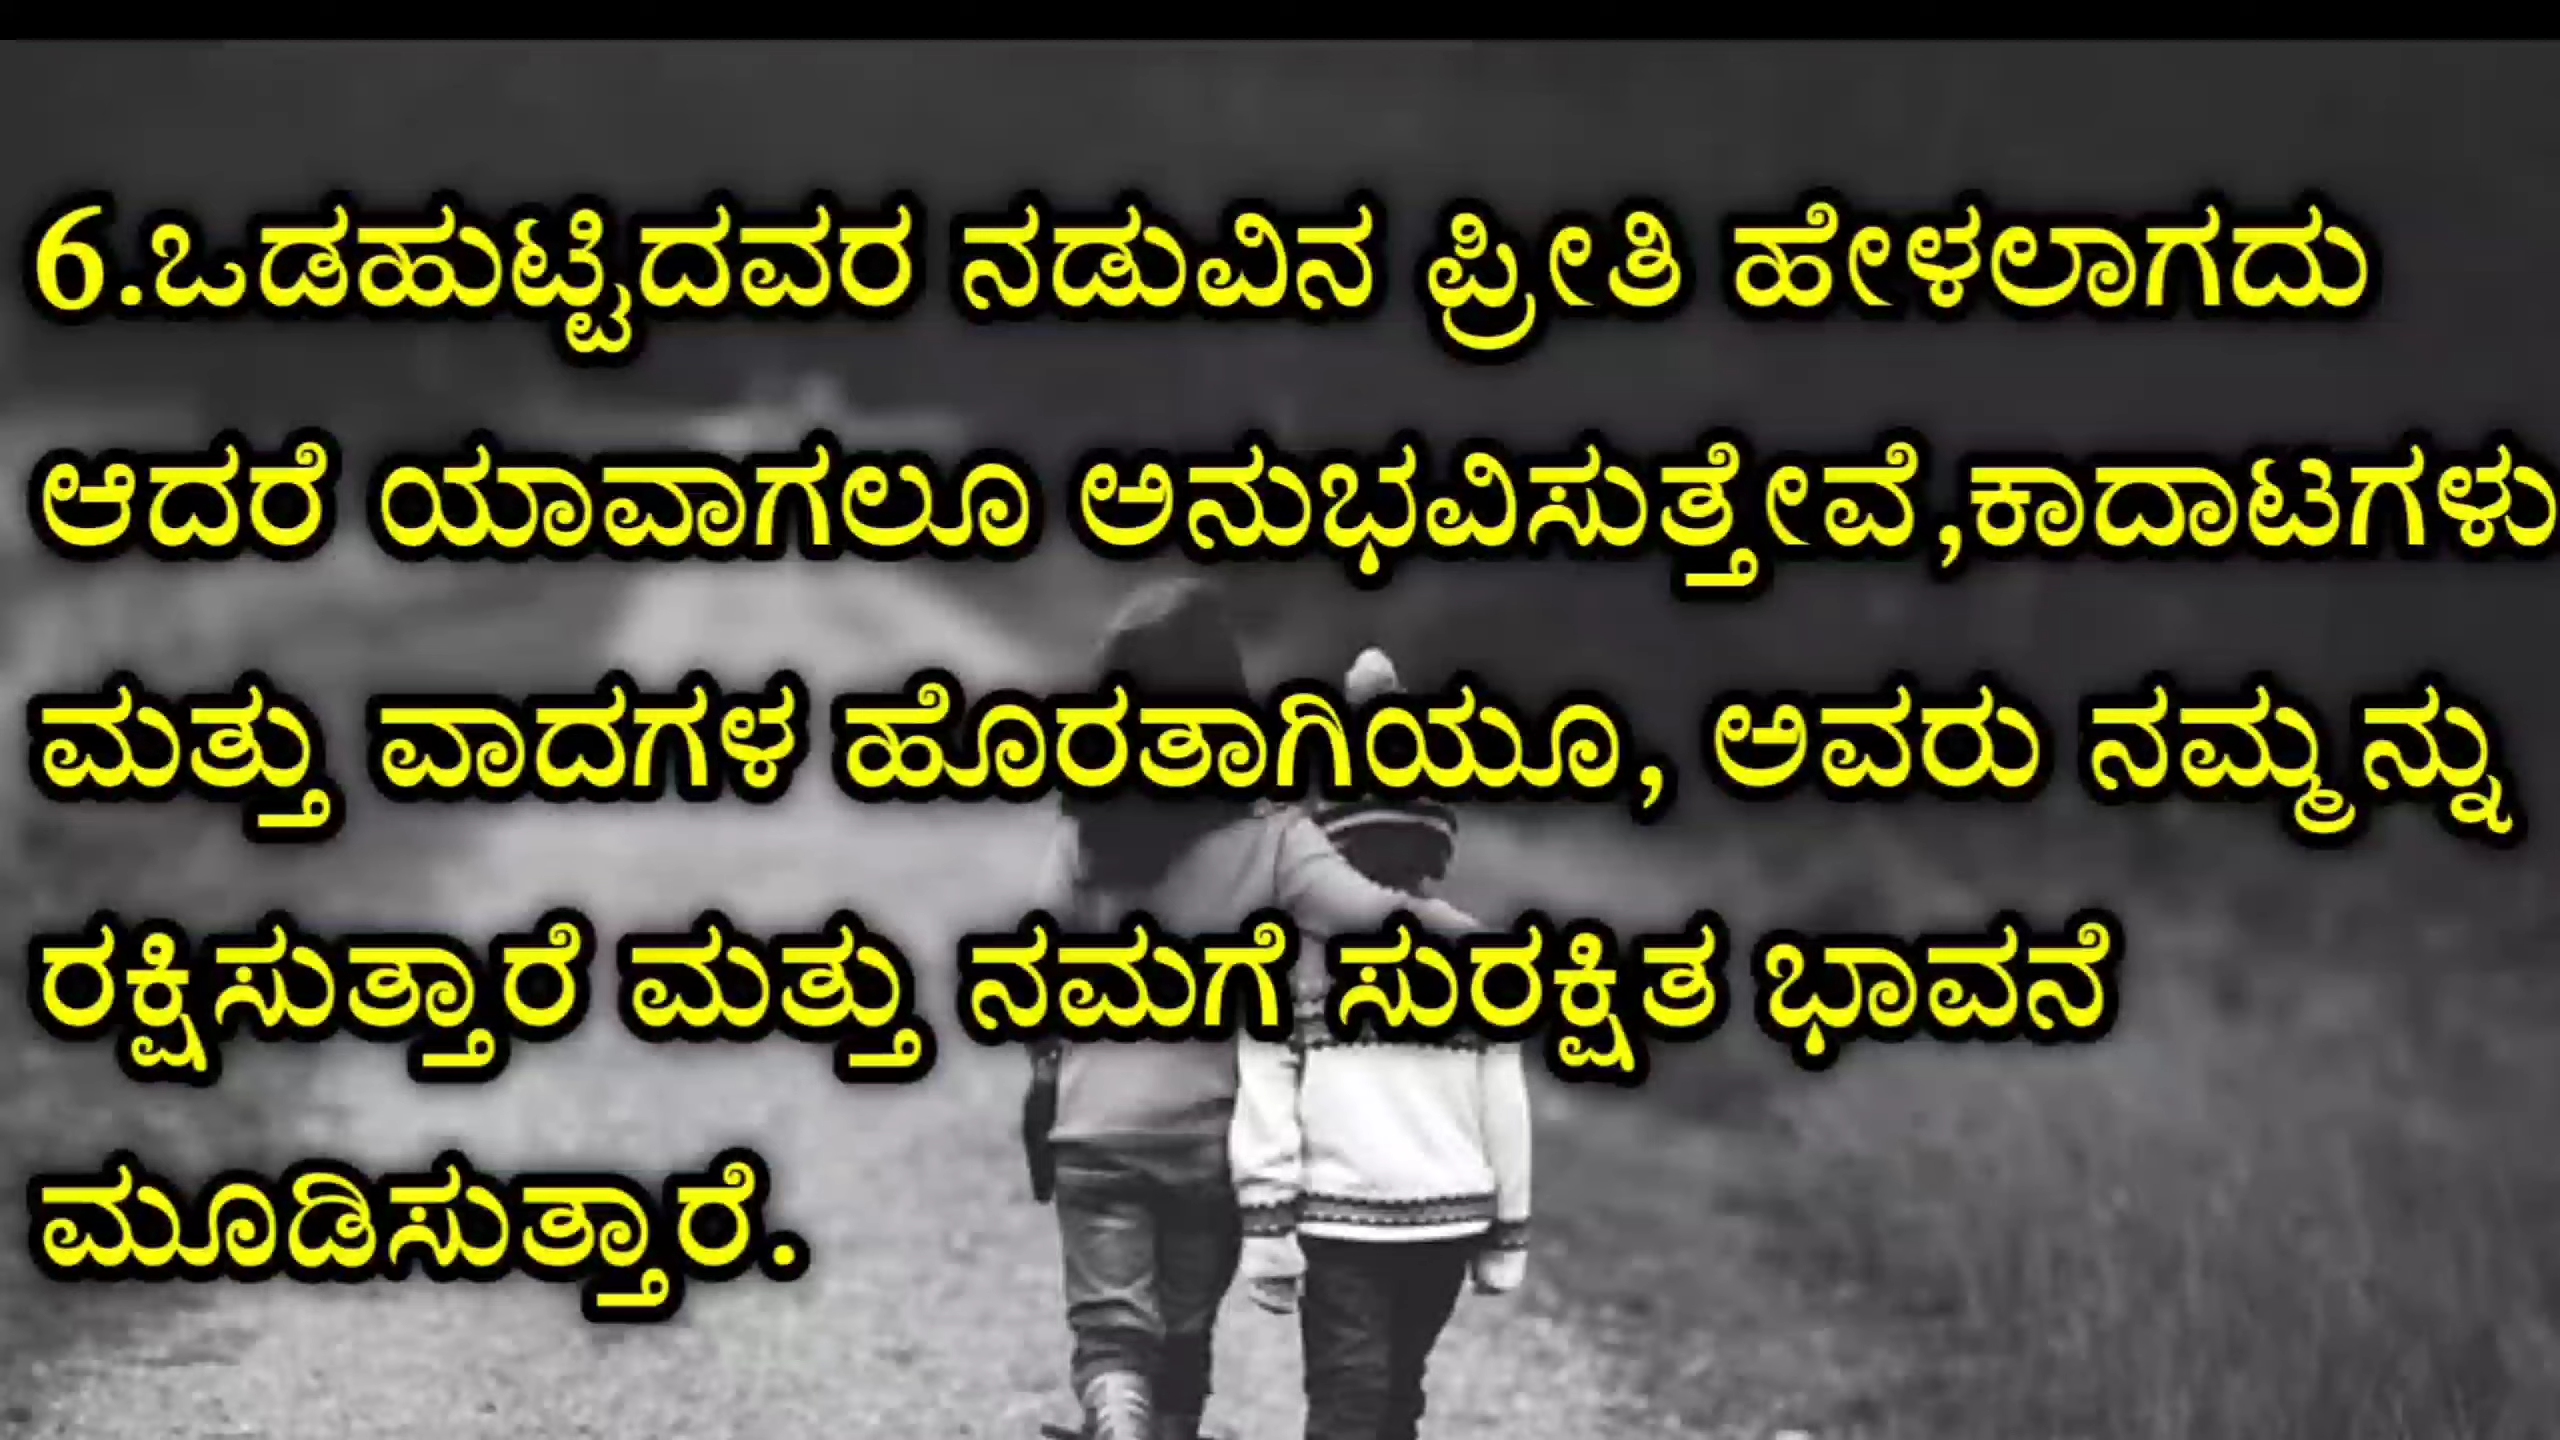 6.ಒಡಹುಟ್ಟಿದವರ ನಡುವಿನ ಪ್ರೀತಿ ಹೇಳಲಾಗದು
ಆದರೆ ಯಾವಾಗಲೂ ಅನುಭವಿಸುತ್ತೇವೆ,ಕಾದಾಟಗಳು
ಮತ್ತು ವಾದಗಳ ಹೊರತಾಗಿಯೂ, ಅವರು ನಮ್ಮನ್ನು
ರಕ್ಷಿಸುತ್ತಾರೆ ಮತ್ತು ನಮಗೆ ಸುರಕ್ಷಿತ ಭಾವನೆ
ಮೂಡಿಸುತ್ತಾರೆ.